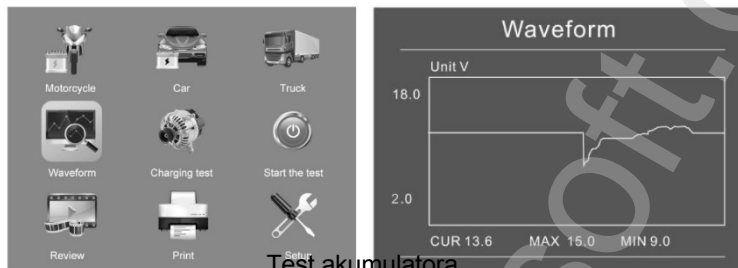 Motorcycle Car Truck
Waveform Charging test Start the test
Review Print Setup
Waveform
Unit V
18.0
2.0
CUR 13.6 MAX 15.0 MIN 9.0
Test akumulatora